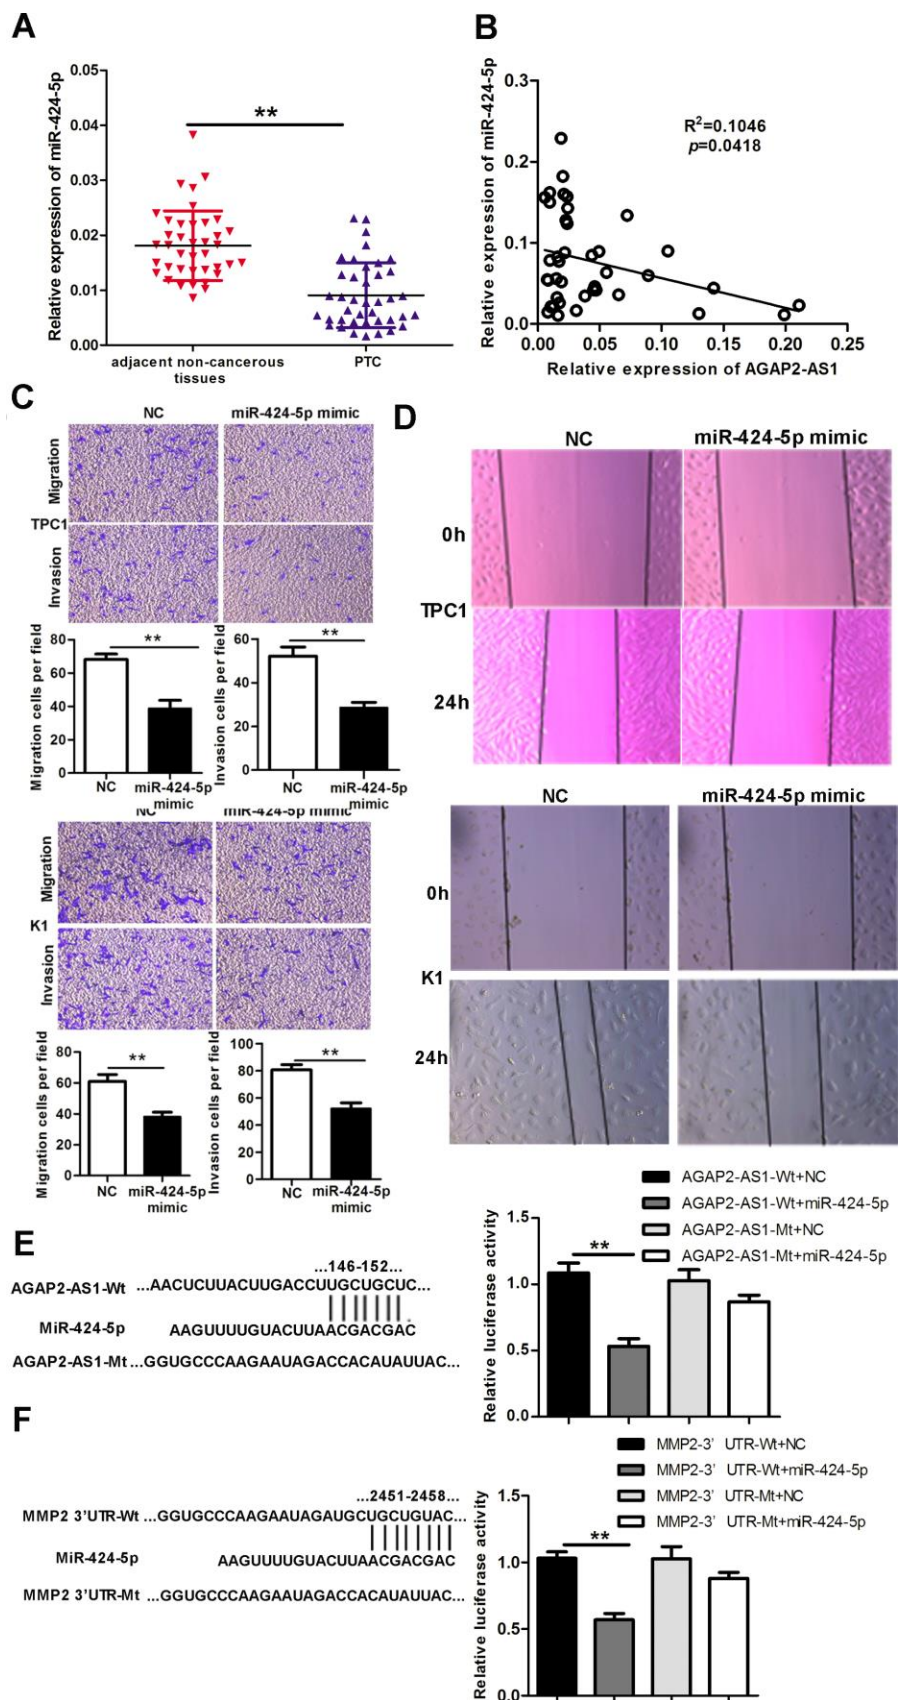 A
B
Relative expression of miR-424-5p
0.05
0.04
0.03
0.02
0.01
0.00
**
adjacent non-cancerous
tissues
PTC
Relative expression of miR-424-5p
0.3
0.2
0.1
0.0
R²=0.1046
p=0.0418
0.00
0.05
0.10
0.15
0.20
0.25
Relative expression of AGAP2-AS1
C
NC
miR-424-5p mimic
Migration
TPC1
Invasion
Migration cells per field
80
60
40
20
0
**
NC
miR-424-5p
mimic
Invasion cells per field
60
40
20
0
**
NC
miR-424-5p
mimic
NC
miR-424-5p mimic
Migration
K1
Invasion
Migration cells per field
80
60
40
20
0
**
NC
miR-424-5p
mimic
Invasion cells per field
100
80
60
40
20
0
**
NC
miR-424-5p
mimic
D
NC
miR-424-5p mimic
0h
TPC1
24h
NC
miR-424-5p mimic
0h
K1
24h
E
...146-152...
AGAP2-AS1-Wt ...AACUCUUACUUGACCUUGCUGCUC...
MiR-424-5p AAGUUUUGUACUUAACGACGAC
AGAP2-AS1-Mt ...GGUGCCCAAGAAUAGACCACAUAUUAC...
AGAP2-AS1-Wt+NC
AGAP2-AS1-Wt+miR-424-5p
AGAP2-AS1-Mt+NC
AGAP2-AS1-Mt+miR-424-5p
Relative luciferase activity
1.5
1.0
0.5
0.0
**
F
...2451-2458...
MMP2 3'UTR-Wt ...GGUGCCCAAGAAUAGAUGCUGCUGUAC...
MiR-424-5p AAGUUUUGUACUUAACGACGAC
MMP2 3'UTR-Mt ...GGUGCCCAAGAAUAGACCACAUAUUAC...
MMP2-3' UTR-Wt+NC
MMP2-3' UTR-Wt+miR-424-5p
MMP2-3' UTR-Mt+NC
MMP2-3' UTR-Mt+miR-424-5p
Relative luciferase activity
1.5
1.0
0.5
0.0
**